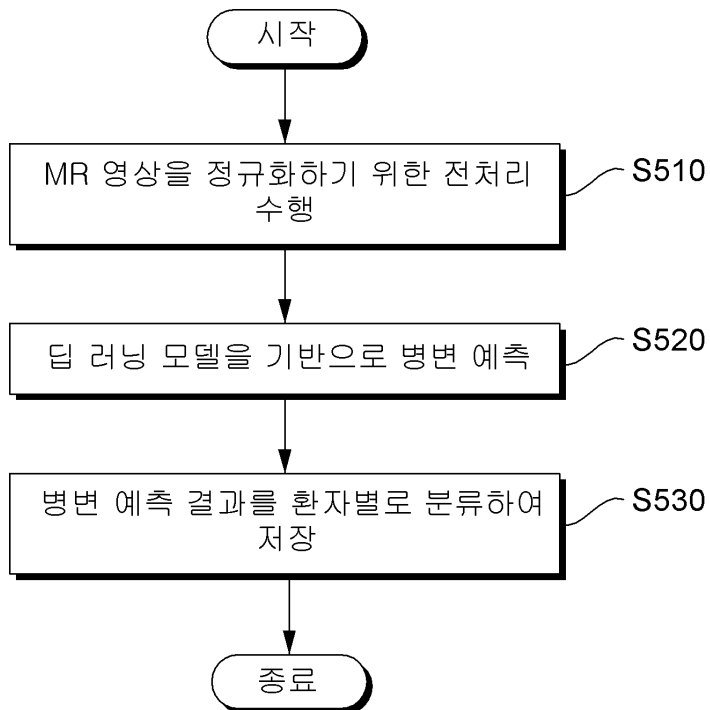 시작
MR 영상을 정규화하기 위한 전처리
수행
S510
딥 러닝 모델을 기반으로 병변 예측
S520
병변 예측 결과를 환자별로 분류하여
저장
S530
종료